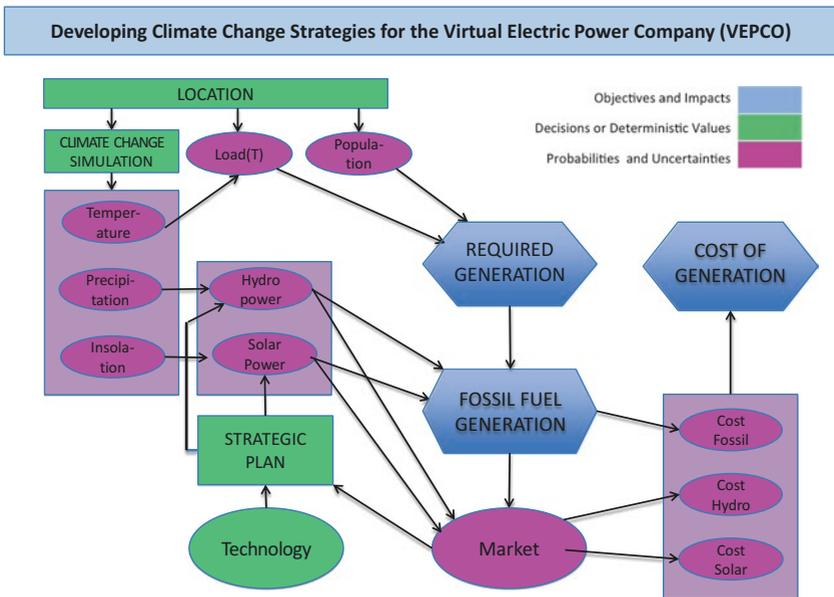 Developing Climate Change Strategies for the Virtual Electric Power Company (VEPCO)
LOCATION
Objectives and Impacts
Decisions or Deterministic Values
Probabilities and Uncertainties
CLIMATE CHANGE
SIMULATION
Load(T)
Popula-
tion
Temper-
ature
REQUIRED
GENERATION
COST OF
GENERATION
Precipi-
tation
Hydro
power
Insola-
tion
Solar
Power
FOSSIL FUEL
GENERATION
STRATEGIC
PLAN
Cost
Fossil
Cost
Hydro
Technology
Market
Cost
Solar